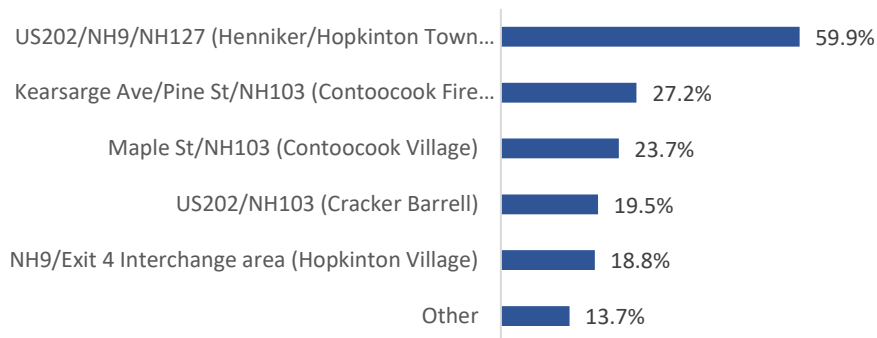 US202/NH9/NH127 (Henniker/Hopkinton Town… 59.9%
Kearsarge Ave/Pine St/NH103 (Contoocook Fire… 27.2%
Maple St/NH103 (Contoocook Village) 23.7%
US202/NH103 (Cracker Barrell) 19.5%
NH9/Exit 4 Interchange area (Hopkinton Village) 18.8%
Other 13.7%